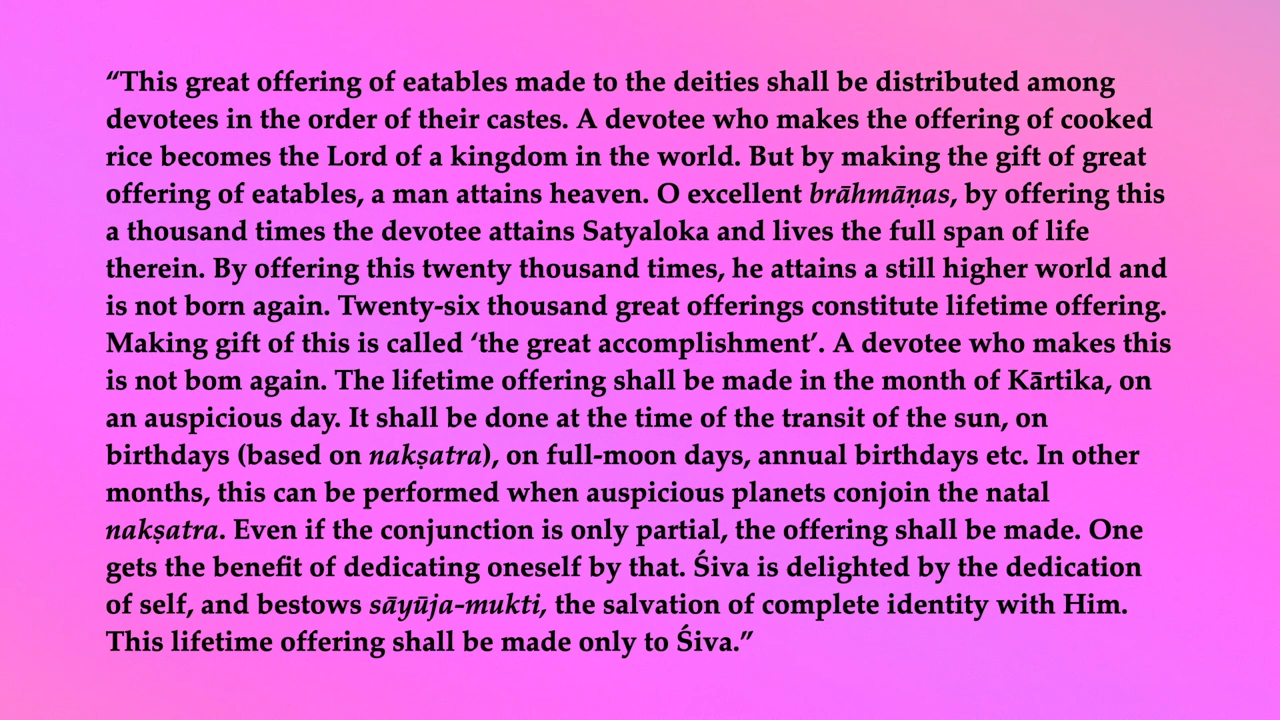 “This great offering of eatables made to the deities shall be distributed among
devotees in the order of their castes. A devotee who makes the offering of cooked
rice becomes the Lord of a kingdom in the world. But by making the gift of great
offering of eatables, a man attains heaven. O excellent brāhmāṇas, by offering this
a thousand times the devotee attains Satyaloka and lives the full span of life
therein. By offering this twenty thousand times, he attains a still higher world and
is not born again. Twenty-six thousand great offerings constitute lifetime offering.
Making gift of this is called ‘the great accomplishment’. A devotee who makes this
is not bom again. The lifetime offering shall be made in the month of Kārtika, on
an auspicious day. It shall be done at the time of the transit of the sun, on
birthdays (based on nakṣatra), on full-moon days, annual birthdays etc. In other
months, this can be performed when auspicious planets conjoin the natal
nakṣatra. Even if the conjunction is only partial, the offering shall be made. One
gets the benefit of dedicating oneself by that. Śiva is delighted by the dedication
of self, and bestows sāyūja-mukti, the salvation of complete identity with Him.
This lifetime offering shall be made only to Śiva.”